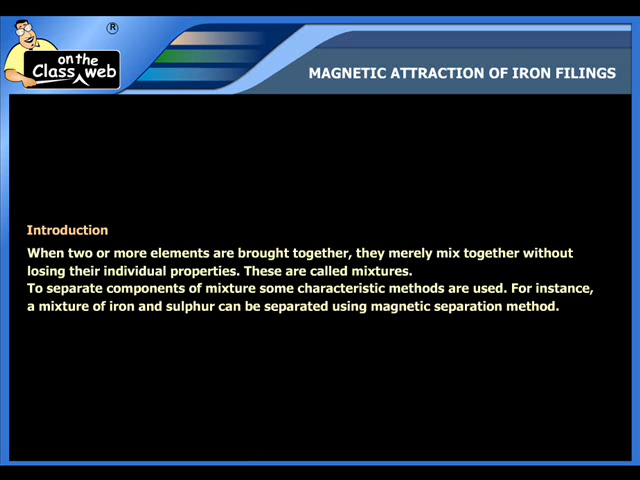 ®
on the
Class web
MAGNETIC ATTRACTION OF IRON FILINGS
Introduction
When two or more elements are brought together, they merely mix together without
losing their individual properties. These are called mixtures.
To separate components of mixture some characteristic methods are used. For instance,
a mixture of iron and sulphur can be separated using magnetic separation method.